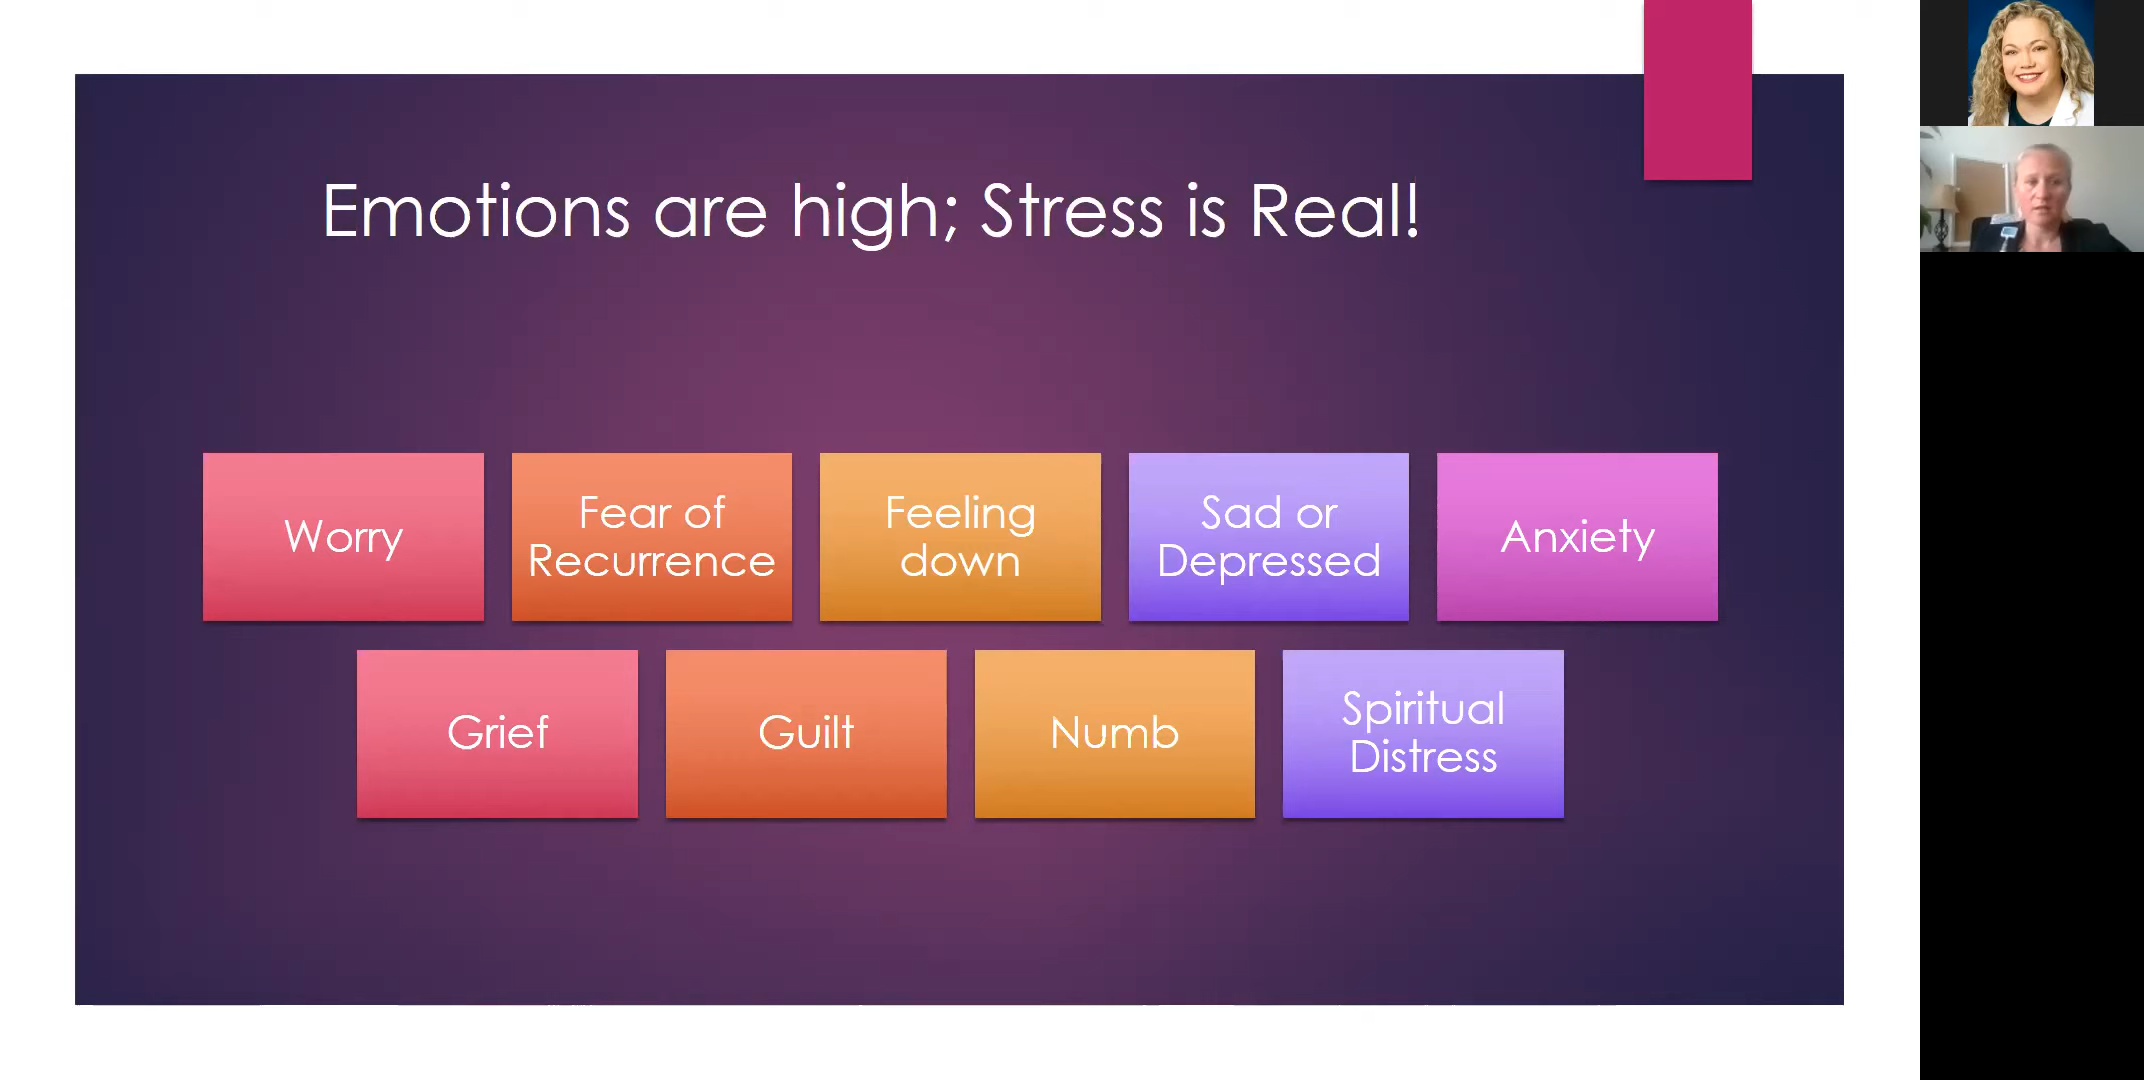 Emotions are high; Stress is Real!
Worry
Fear of
Recurrence
Feeling
down
Sad or
Depressed
Anxiety
Grief
Guilt
Numb
Spiritual
Distress